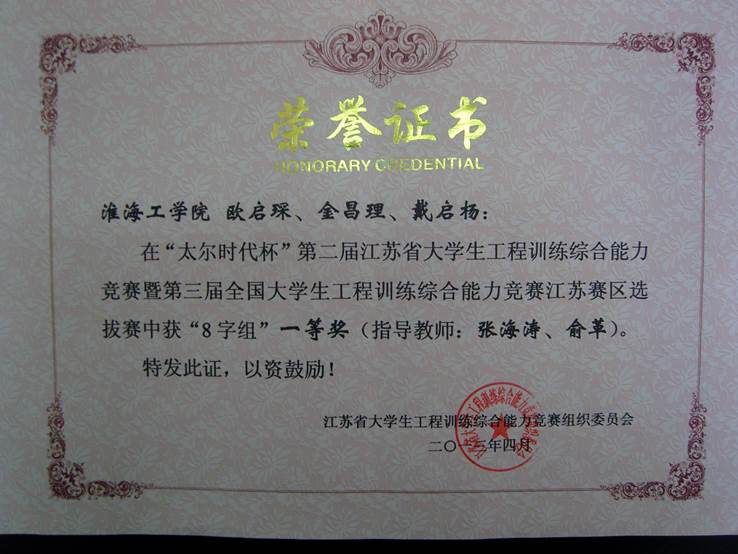 荣誉证书
HONORARY CREDENTIAL
淮海工学院 欧启琛、金昌理、戴启杨：
在“太尔时代杯”第二届江苏省大学生工程训练综合能力
竞赛暨第三届全国大学生工程训练综合能力竞赛江苏赛区选
拔赛中获“8字组”一等奖（指导教师：张海涛、俞革）。
特发此证，以资鼓励！
江苏省大学生工程训练综合能力竞赛组织委员会
二〇一三年四月